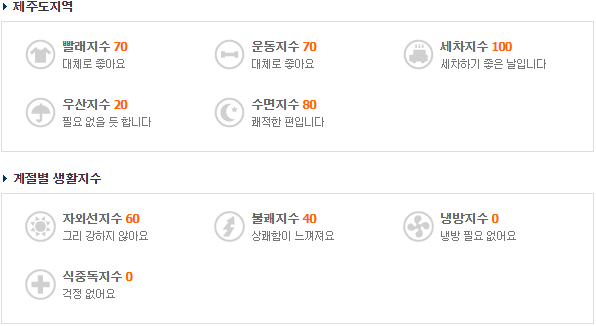 제주도지역
빨래지수 70
대체로 좋아요
운동지수 70
대체로 좋아요
세차지수 100
세차하기 좋은 날입니다
우산지수 20
필요 없을 듯 합니다
수면지수 80
쾌적한 편입니다
계절별 생활지수
자외선지수 60
그리 강하지 않아요
불쾌지수 40
상쾌함이 느껴져요
냉방지수 0
냉방 필요 없어요
식중독지수 0
걱정 없어요